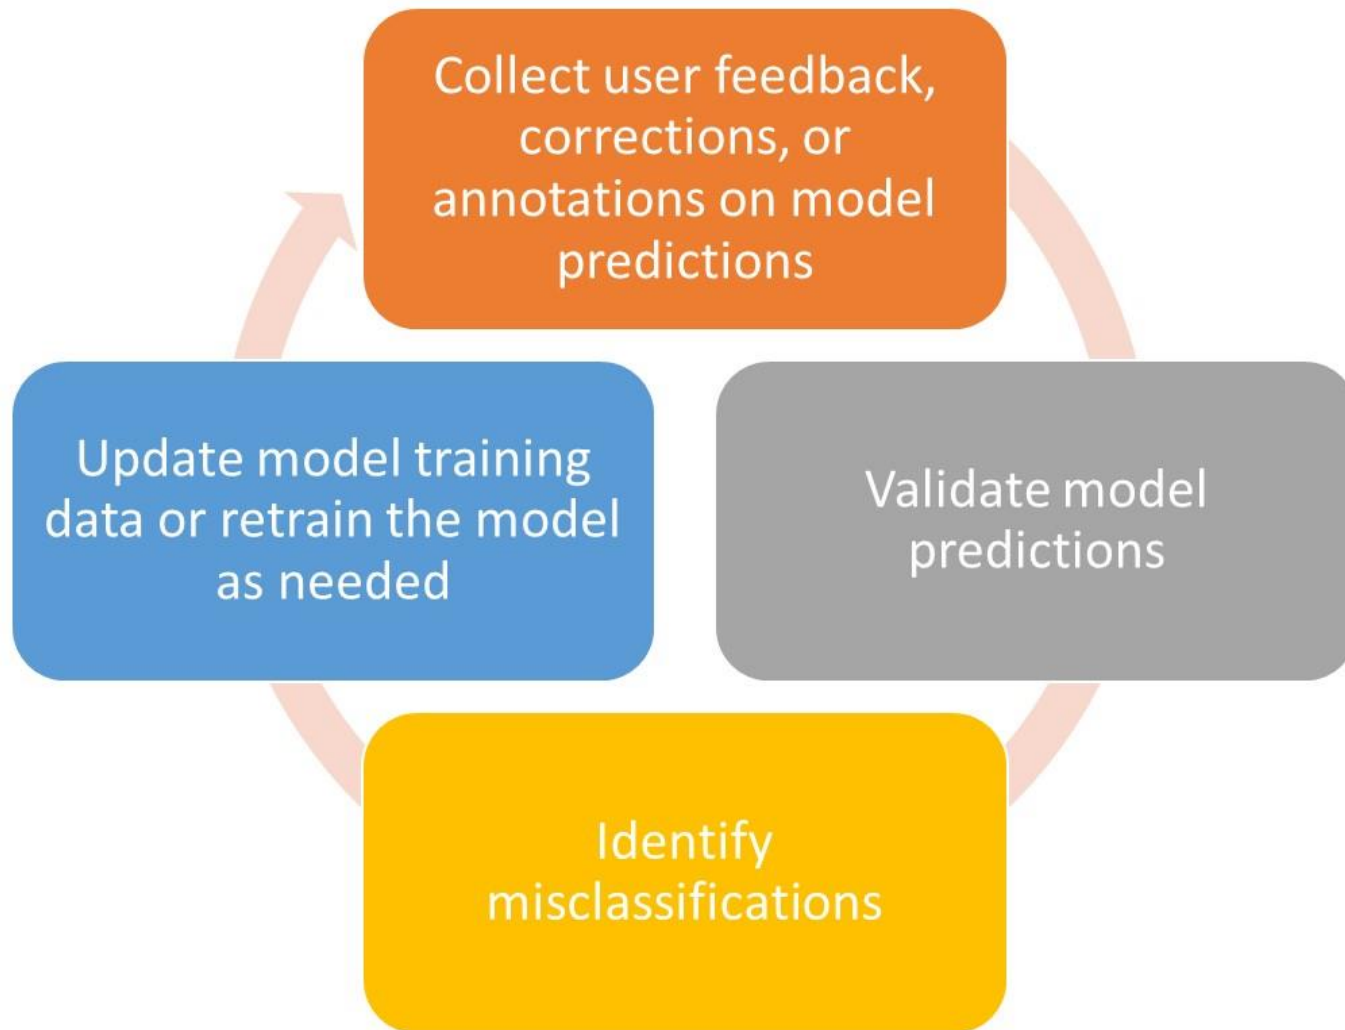 Collect user feedback,
corrections, or
annotations on model
predictions
Update model training
data or retrain the model
as needed
Validate model
predictions
Identify
misclassifications